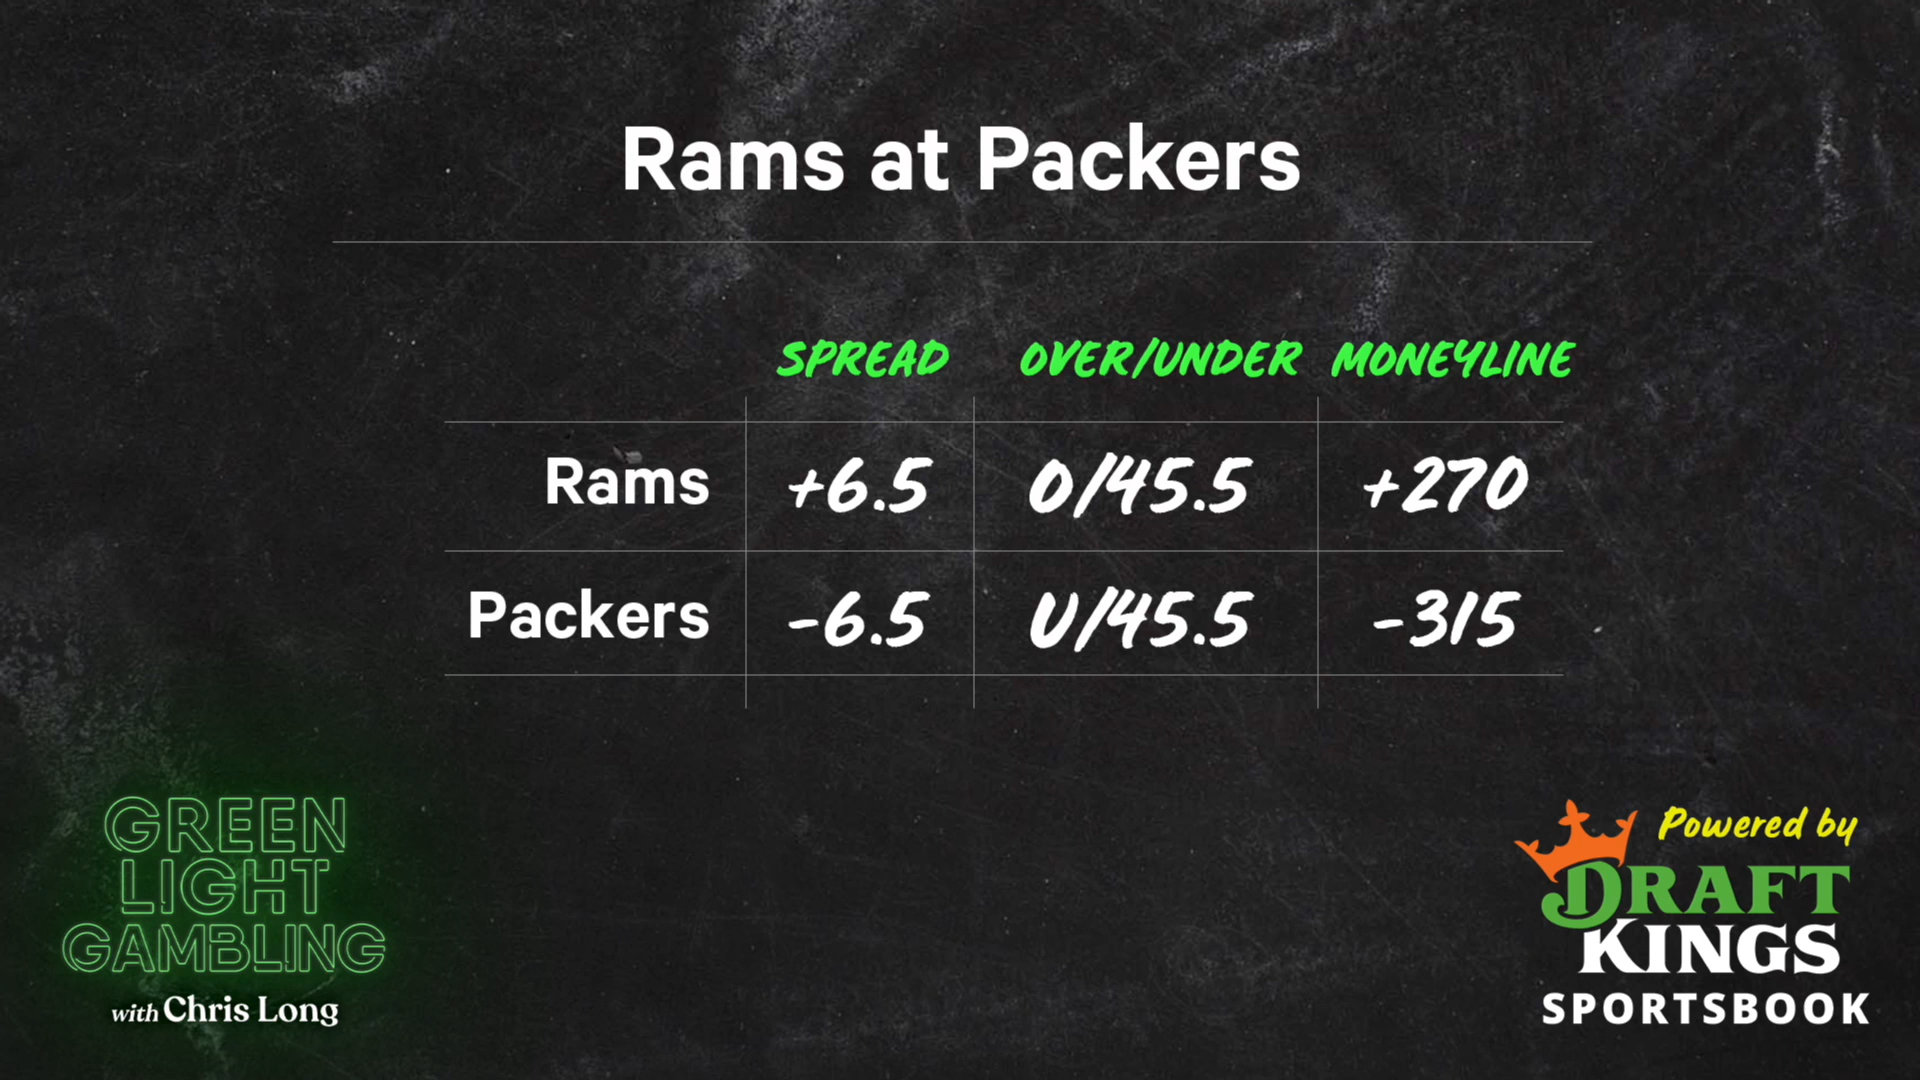 Rams at Packers
SPREAD OVER/UNDER MONEYLINE
Rams +6.5 O/45.5 +270
Packers -6.5 U/45.5 -315
GREEN
LIGHT
GAMBLING
with Chris Long
Powered by
DRAFT
KINGS
SPORTSBOOK